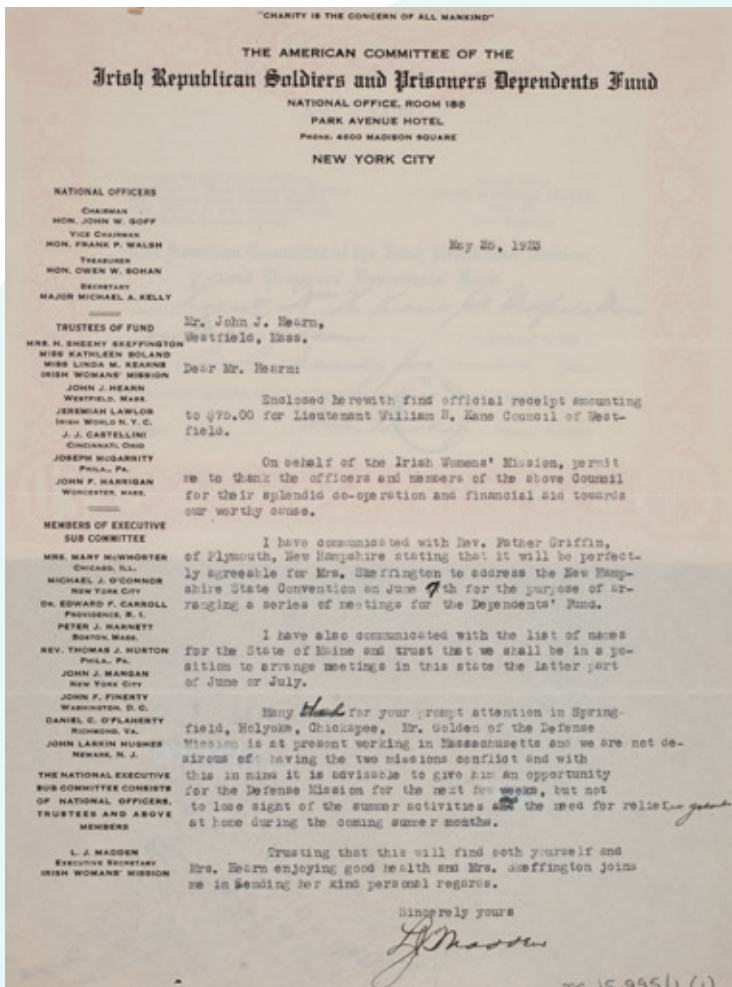 "CHARITY IS THE CONCERN OF ALL MANKIND"
THE AMERICAN COMMITTEE OF THE
Irish Republican Soldiers and Prisoners Dependents Fund
NATIONAL OFFICE, ROOM 188
PARK AVENUE HOTEL
PHONE: 4600 MADISON SQUARE
NEW YORK CITY
NATIONAL OFFICERS
CHAIRMAN
HON. JOHN W. GOFF
VICE CHAIRMAN
HON. FRANK P. WALSH
TREASURER
HON. OWEN W. BOHAN
SECRETARY
MAJOR MICHAEL A. KELLY
TRUSTEES OF FUND
MRS. H. SHEEHY SKEFFINGTON
MISS KATHLEEN BOLAND
MISS LINDA M. KEARNS
IRISH WOMANS' MISSION
JOHN J. HEARN
WESTFIELD, MASS.
JEREMIAH LAWLOR
IRISH WORLD N. Y. C.
J. J. CASTELLINI
CINCINNATI, OHIO
JOSEPH McGARRITY
PHILA., PA.
JOHN F. HARRIGAN
WORCESTER, MASS.
MEMBERS OF EXECUTIVE
SUB COMMITTEE
MRS. MARY McWHORTER
CHICAGO, ILL.
MICHAEL J. O'CONNOR
NEW YORK CITY
DR. EDWARD F. CARROLL
PROVIDENCE, R. I.
PETER J. HARNETT
BOSTON, MASS.
REV. THOMAS J. HURTON
PHILA., PA.
JOHN J. MANGAN
NEW YORK CITY
JOHN F. FINERTY
WASHINGTON, D. C.
DANIEL C. O'FLAHERTY
RICHMOND, VA.
JOHN LARKIN HUGHES
NEWARK, N. J.
THE NATIONAL EXECUTIVE
SUB COMMITTEE CONSISTS
OF NATIONAL OFFICERS,
TRUSTEES AND ABOVE
MEMBERS
L. J. MADDEN
EXECUTIVE SECRETARY
IRISH WOMANS' MISSION
May 25, 1923
Mr. John J. Hearn,
Westfield, Mass.
Dear Mr. Hearn:
Enclosed herewith find official receipt amounting
to $75.00 for Lieutenant William H. Kane Council of West-
field.
On behalf of the Irish Womens' Mission, permit
me to thank the officers and members of the above Council
for their splendid co-operation and financial aid towards
our worthy cause.
I have communicated with Rev. Father Griffin,
of Plymouth, New Hampshire stating that it will be perfect-
ly agreeable for Mrs. Skeffington to address the New Hamp-
shire State Convention on June 7th for the purpose of ar-
ranging a series of meetings for the Dependents' Fund.
I have also communicated with the list of names
for the State of Maine and trust that we shall be in a po-
sition to arrange meetings in this state the latter part
of June or July.
Many for your prompt attention in Spring-
field, Holyoke, Chickapee, Mr. Golden of the Defense
Mission is at present working in Massachusetts and we are not de-
sirous of having the two missions conflict and with
this in mind it is advisable to give him an opportunity
for the Defense Mission for the next few weeks, but not
to lose sight of the summer activities the need for relief
at home during the coming summer months.
Trusting that this will find both yourself and
Mrs. Hearn enjoying good health and Mrs. Skeffington joins
me in sending her kind personal regards.
Sincerely yours
L J Madden